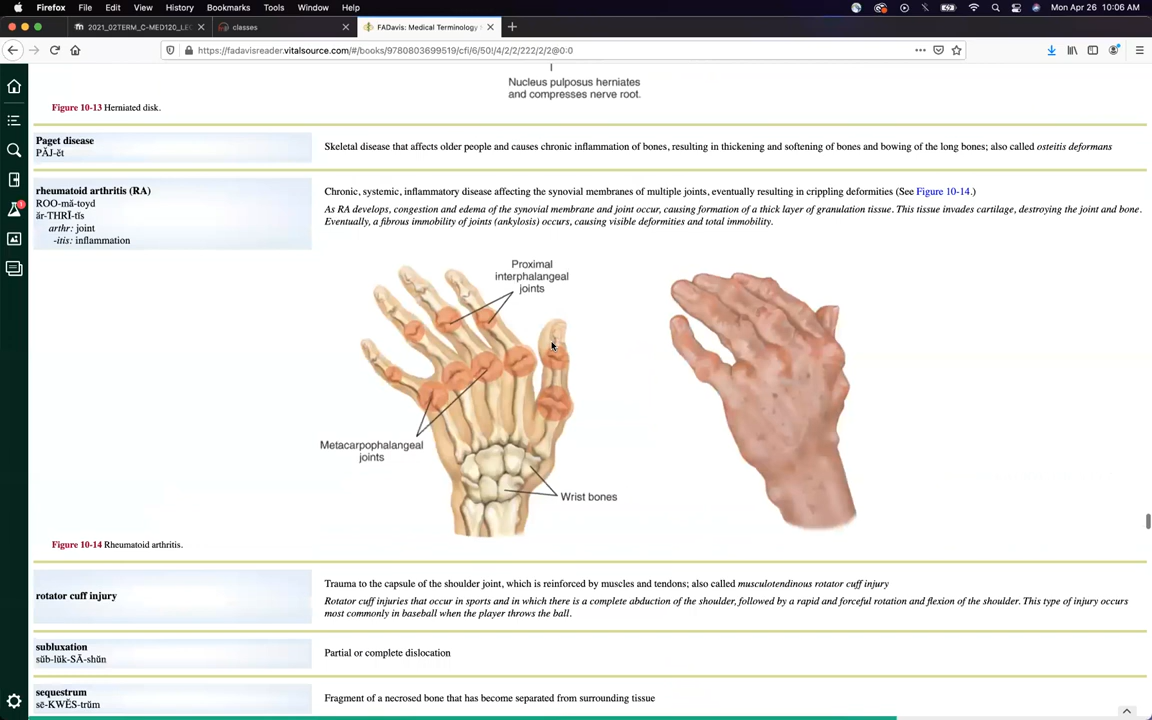 Firefox File Edit View History Bookmarks Tools Window Help Mon Apr 26 10:06 AM
2021_02TERM_C-MED120_LEC
classes
FADavis: Medical Terminology
https://fadavisreader.vitalsource.com/#/books/9780803699519/cfi/6/50!/4/2/2/222/2/2@0:0
Nucleus pulposus herniates
and compresses nerve root.
Figure 10-13 Herniated disk.
Paget disease
PĂJ-ĕt
Skeletal disease that affects older people and causes chronic inflammation of bones, resulting in thickening and softening of bones and bowing of the long bones; also called osteitis deformans
rheumatoid arthritis (RA)
ROO-mă-toyd
ăr-THRĪ-tĭs
arthr: joint
-itis: inflammation
Chronic, systemic, inflammatory disease affecting the synovial membranes of multiple joints, eventually resulting in crippling deformities (See Figure 10-14.)
As RA develops, congestion and edema of the synovial membrane and joint occur, causing formation of a thick layer of granulation tissue. This tissue invades cartilage, destroying the joint and bone.
Eventually, a fibrous immobility of joints (ankylosis) occurs, causing visible deformities and total immobility.
Proximal
interphalangeal
joints
Metacarpophalangeal
joints
Wrist bones
Figure 10-14 Rheumatoid arthritis.
rotator cuff injury
Trauma to the capsule of the shoulder joint, which is reinforced by muscles and tendons; also called musculotendinous rotator cuff injury
Rotator cuff injuries that occur in sports and in which there is a complete abduction of the shoulder, followed by a rapid and forceful rotation and flexion of the shoulder. This type of injury occurs
most commonly in baseball when the player throws the ball.
subluxation
sŭb-lŭk-SĀ-shŭn
Partial or complete dislocation
sequestrum
sē-KWĔS-trŭm
Fragment of a necrosed bone that has become separated from surrounding tissue